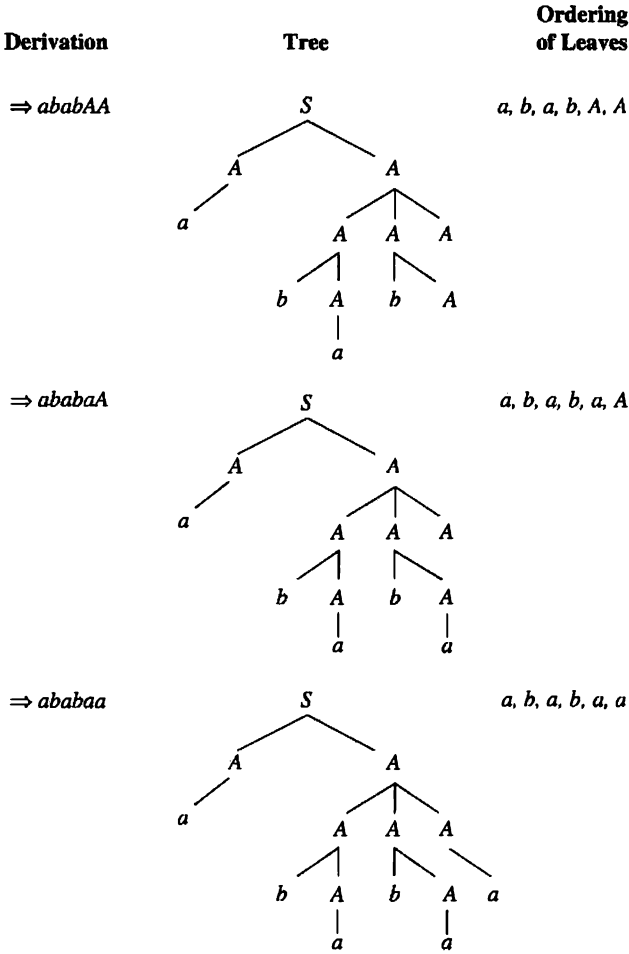 Derivation Tree Ordering of Leaves
⇒ ababAA S a, b, a, b, A, A
A A
a
A A A
b A b A
a
⇒ ababaA S a, b, a, b, a, A
A A
a
A A A
b A b A
a a
⇒ ababaa S a, b, a, b, a, a
A A
a
A A A
b A b A a
a a